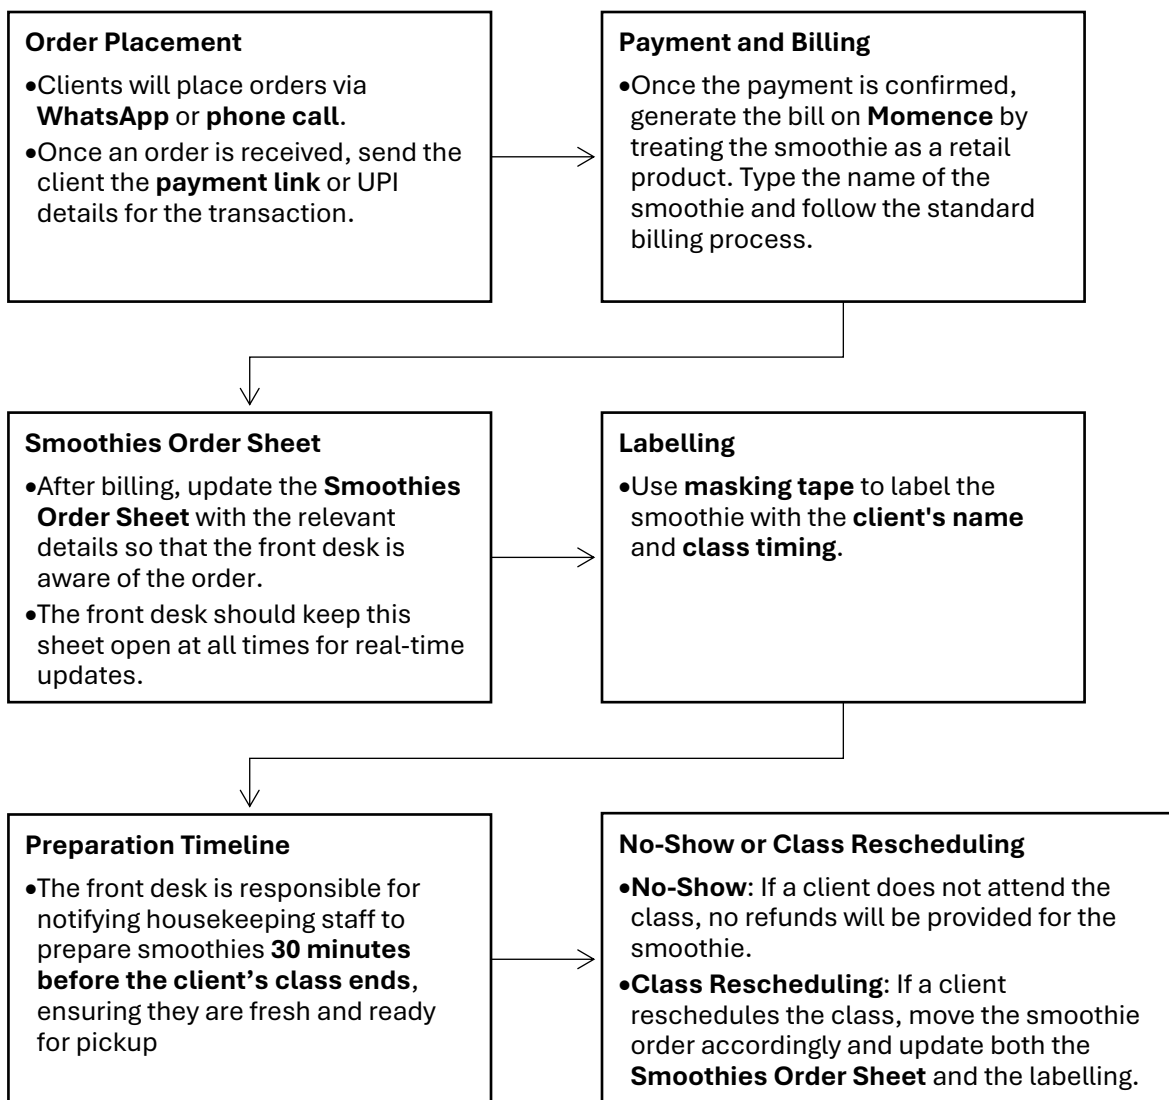 Order Placement
•Clients will place orders via
WhatsApp or phone call.
•Once an order is received, send the
client the payment link or UPI
details for the transaction.
Payment and Billing
•Once the payment is confirmed,
generate the bill on Momence by
treating the smoothie as a retail
product. Type the name of the
smoothie and follow the standard
billing process.
Smoothies Order Sheet
•After billing, update the Smoothies
Order Sheet with the relevant
details so that the front desk is
aware of the order.
•The front desk should keep this
sheet open at all times for real-time
updates.
Labelling
•Use masking tape to label the
smoothie with the client's name
and class timing.
Preparation Timeline
•The front desk is responsible for
notifying housekeeping staff to
prepare smoothies 30 minutes
before the client’s class ends,
ensuring they are fresh and ready
for pickup
No-Show or Class Rescheduling
•No-Show: If a client does not attend the
class, no refunds will be provided for the
smoothie.
•Class Rescheduling: If a client
reschedules the class, move the smoothie
order accordingly and update both the
Smoothies Order Sheet and the labelling.